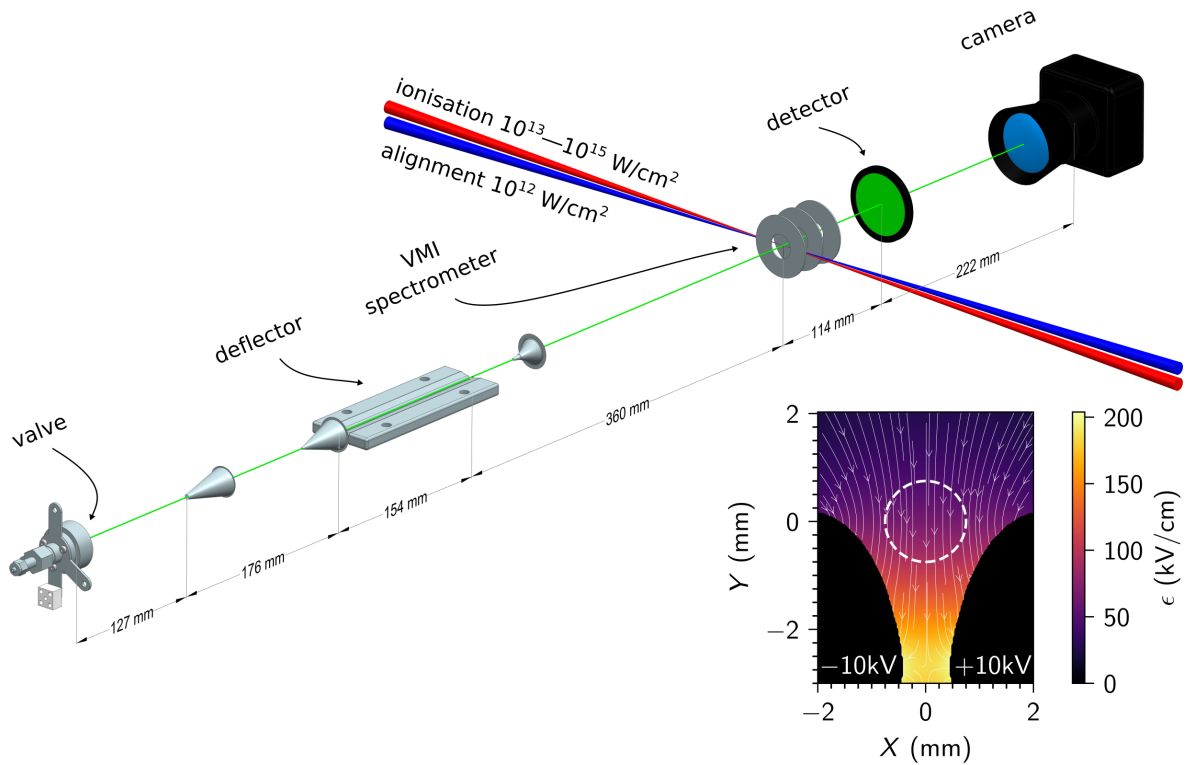 camera
ionisation 10¹³—10¹⁵ W/cm²
detector
alignment 10¹² W/cm²
VMI
spectrometer
222 mm
deflector
114 mm
360 mm
valve
154 mm
176 mm
127 mm
2
0
−2
Y (mm)
−10kV
+10kV
−2
0
2
X (mm)
200
150
100
50
0
ϵ (kV/cm)